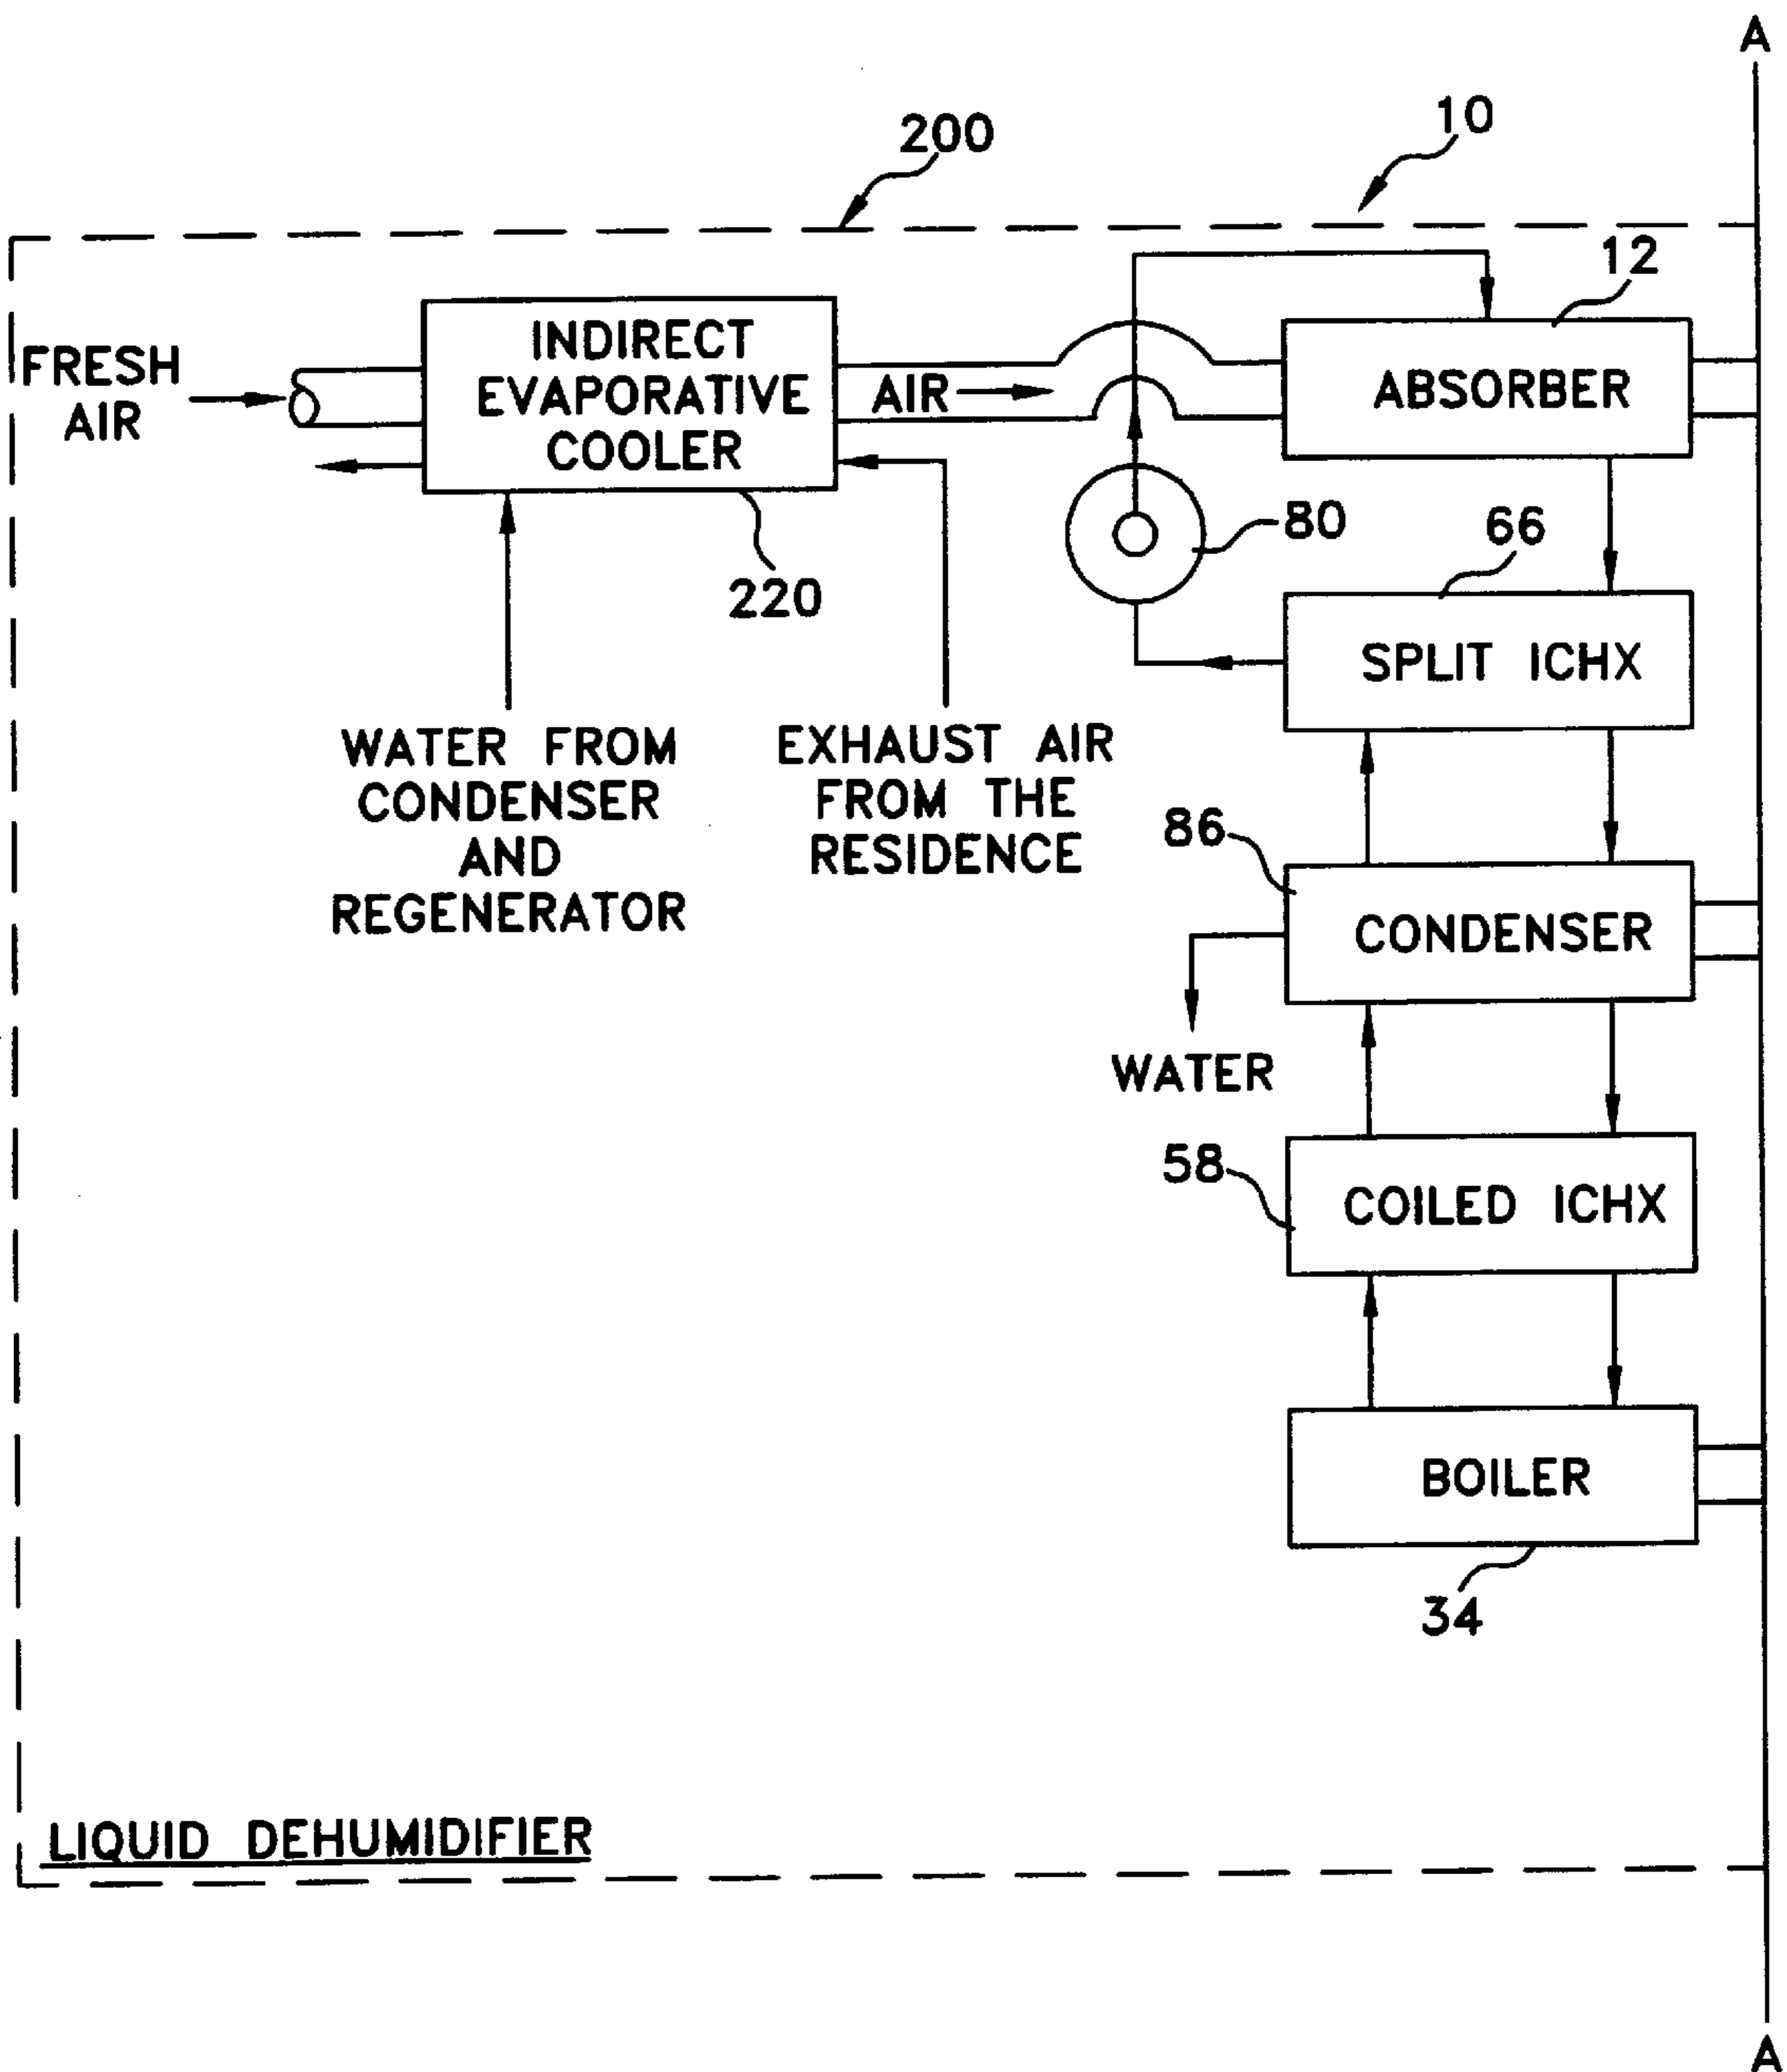 A
10
200
12
FRESH
AIR
INDIRECT
EVAPORATIVE
COOLER
AIR
ABSORBER
80
66
220
SPLIT ICHX
WATER FROM
CONDENSER
AND
REGENERATOR
EXHAUST AIR
FROM THE
RESIDENCE
86
CONDENSER
WATER
58
COILED ICHX
BOILER
34
LIQUID DEHUMIDIFIER
A